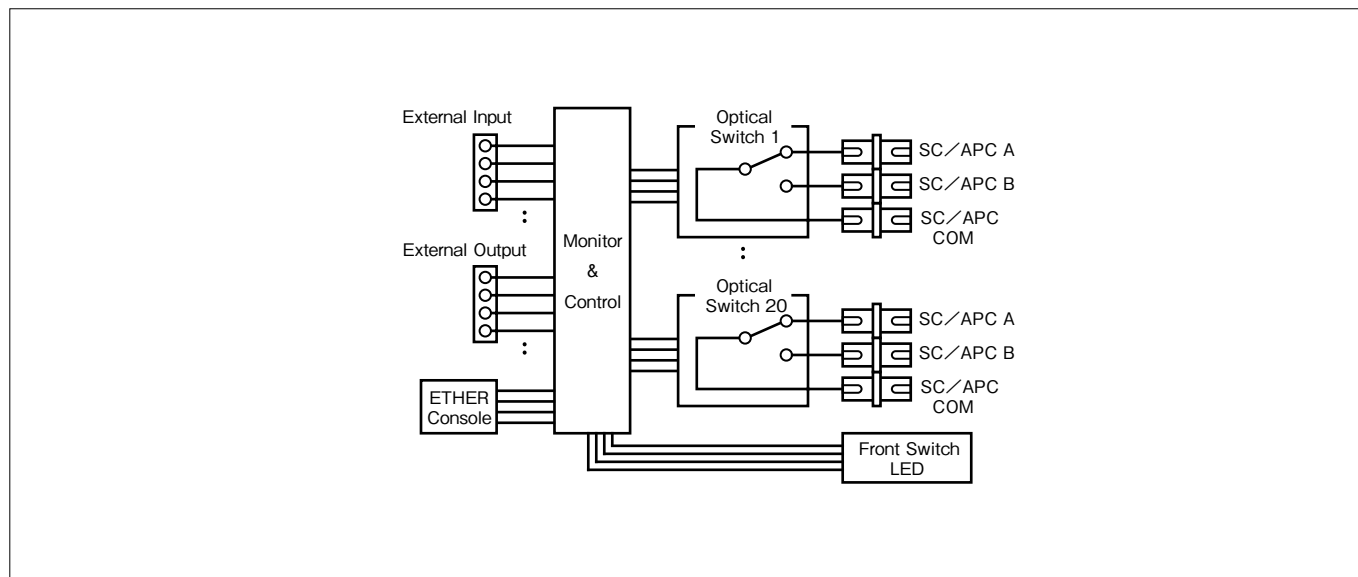 External Input
:
External Output
:
ETHER
Console
Monitor
&
Control
Optical
Switch 1
SC／APC A
SC／APC B
SC／APC
COM
:
Optical
Switch 20
SC／APC A
SC／APC B
SC／APC
COM
Front Switch
LED